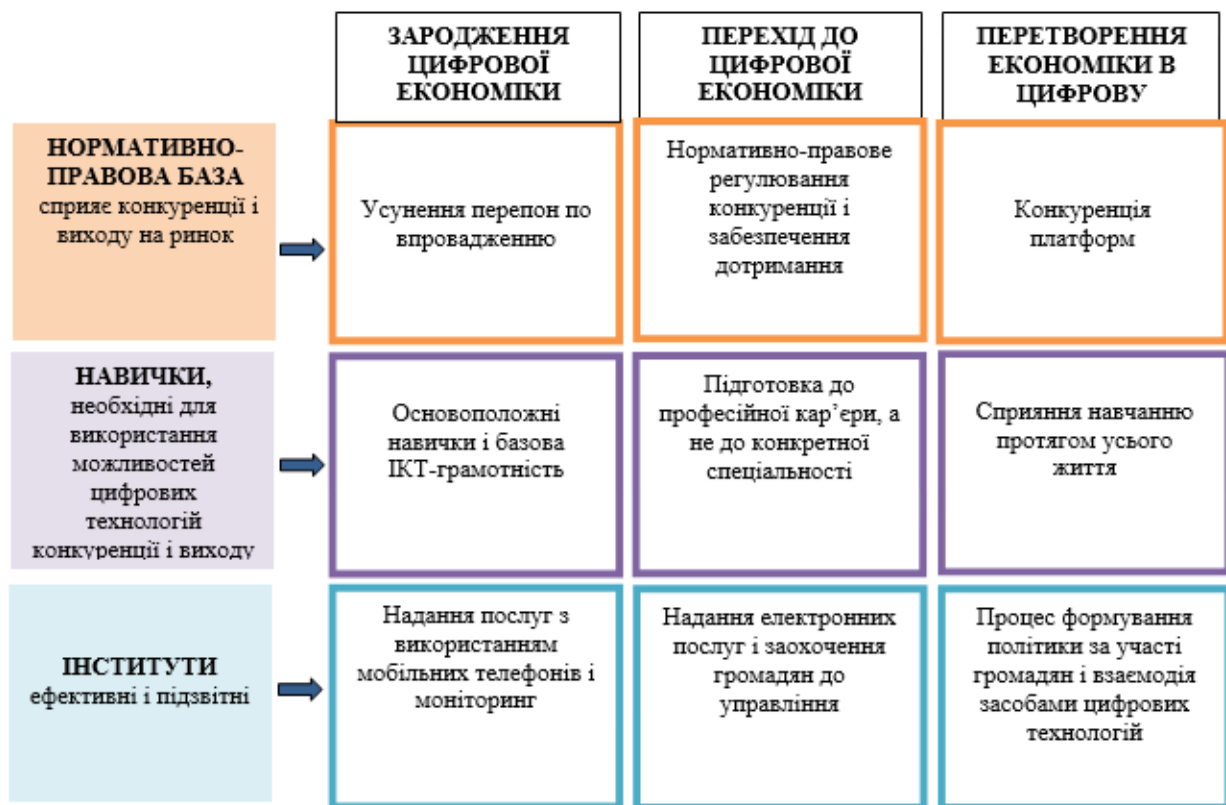 ЗАРОДЖЕННЯ
ЦИФРОВОЇ
ЕКОНОМІКИ
ПЕРЕХІД ДО
ЦИФРОВОЇ
ЕКОНОМІКИ
ПЕРЕТВОРЕННЯ
ЕКОНОМІКИ В
ЦИФРОВУ
НОРМАТИВНО-
ПРАВОВА БАЗА
сприяє конкуренції і
виходу на ринок
Усунення перепон по
впровадженню
Нормативно-правове
регулювання
конкуренції і
забезпечення
дотримання
Конкуренція
платформ
НАВИЧКИ,
необхідні для
використання
можливостей
цифрових
технологій
конкуренції і виходу
Основоположні
навички і базова
ІКТ-грамотність
Підготовка до
професійної кар’єри, а
не до конкретної
спеціальності
Сприяння навчанню
протягом усього
життя
ІНСТИТУТИ
ефективні і підзвітні
Надання послуг з
використанням
мобільних телефонів і
моніторинг
Надання електронних
послуг і заохочення
громадян до
управління
Процес формування
політики за участі
громадян і взаємодія
засобами цифрових
технологій